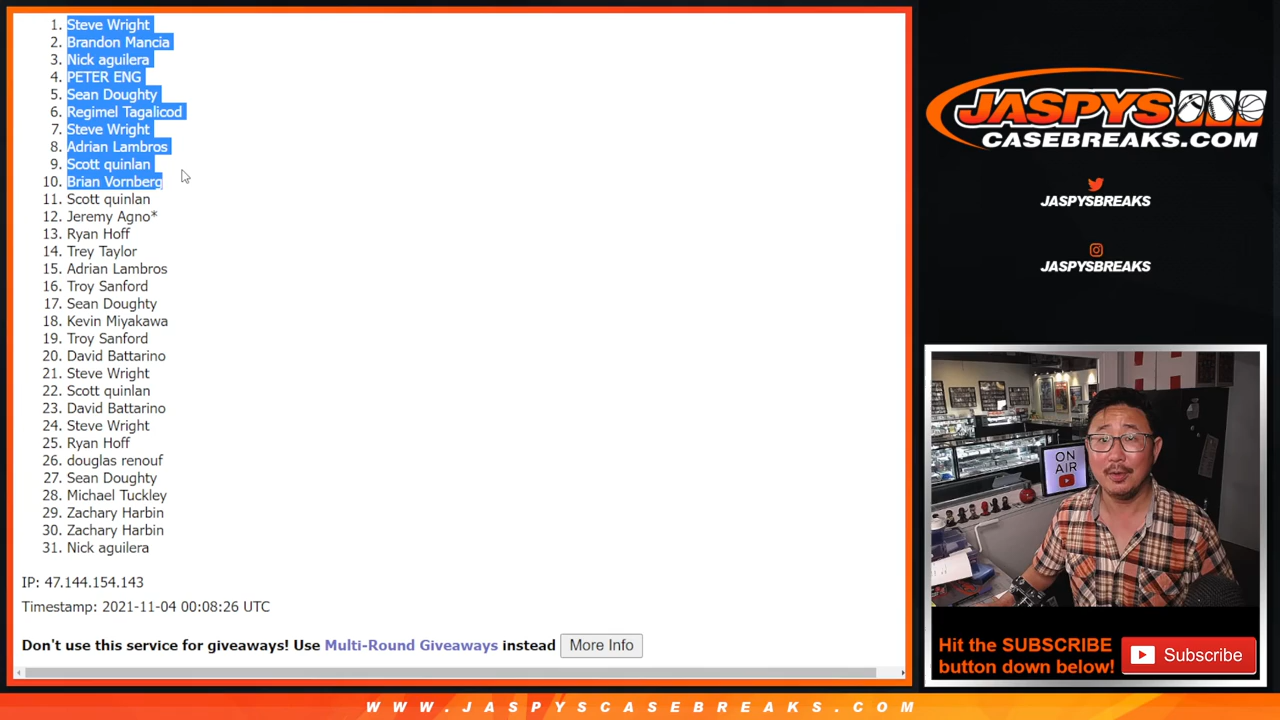 1. Steve Wright
2. Brandon Mancia
3. Nick aguilera
4. PETER ENG
5. Sean Doughty
6. Regimel Tagalicod
7. Steve Wright
8. Adrian Lambros
9. Scott quinlan
10. Brian Vornberg
11. Scott quinlan
12. Jeremy Agno*
13. Ryan Hoff
14. Trey Taylor
15. Adrian Lambros
16. Troy Sanford
17. Sean Doughty
18. Kevin Miyakawa
19. Troy Sanford
20. David Battarino
21. Steve Wright
22. Scott quinlan
23. David Battarino
24. Steve Wright
25. Ryan Hoff
26. douglas renouf
27. Sean Doughty
28. Michael Tuckley
29. Zachary Harbin
30. Zachary Harbin
31. Nick aguilera
IP: 47.144.154.143
Timestamp: 2021-11-04 00:08:26 UTC
Don't use this service for giveaways! Use Multi-Round Giveaways instead More Info
JASPYS
CASEBREAKS.COM
JASPYSBREAKS
JASPYSBREAKS
ON
AIR
Hit the SUBSCRIBE
button down below!
Subscribe
WWW.JASPYSCASEBREAKS.COM